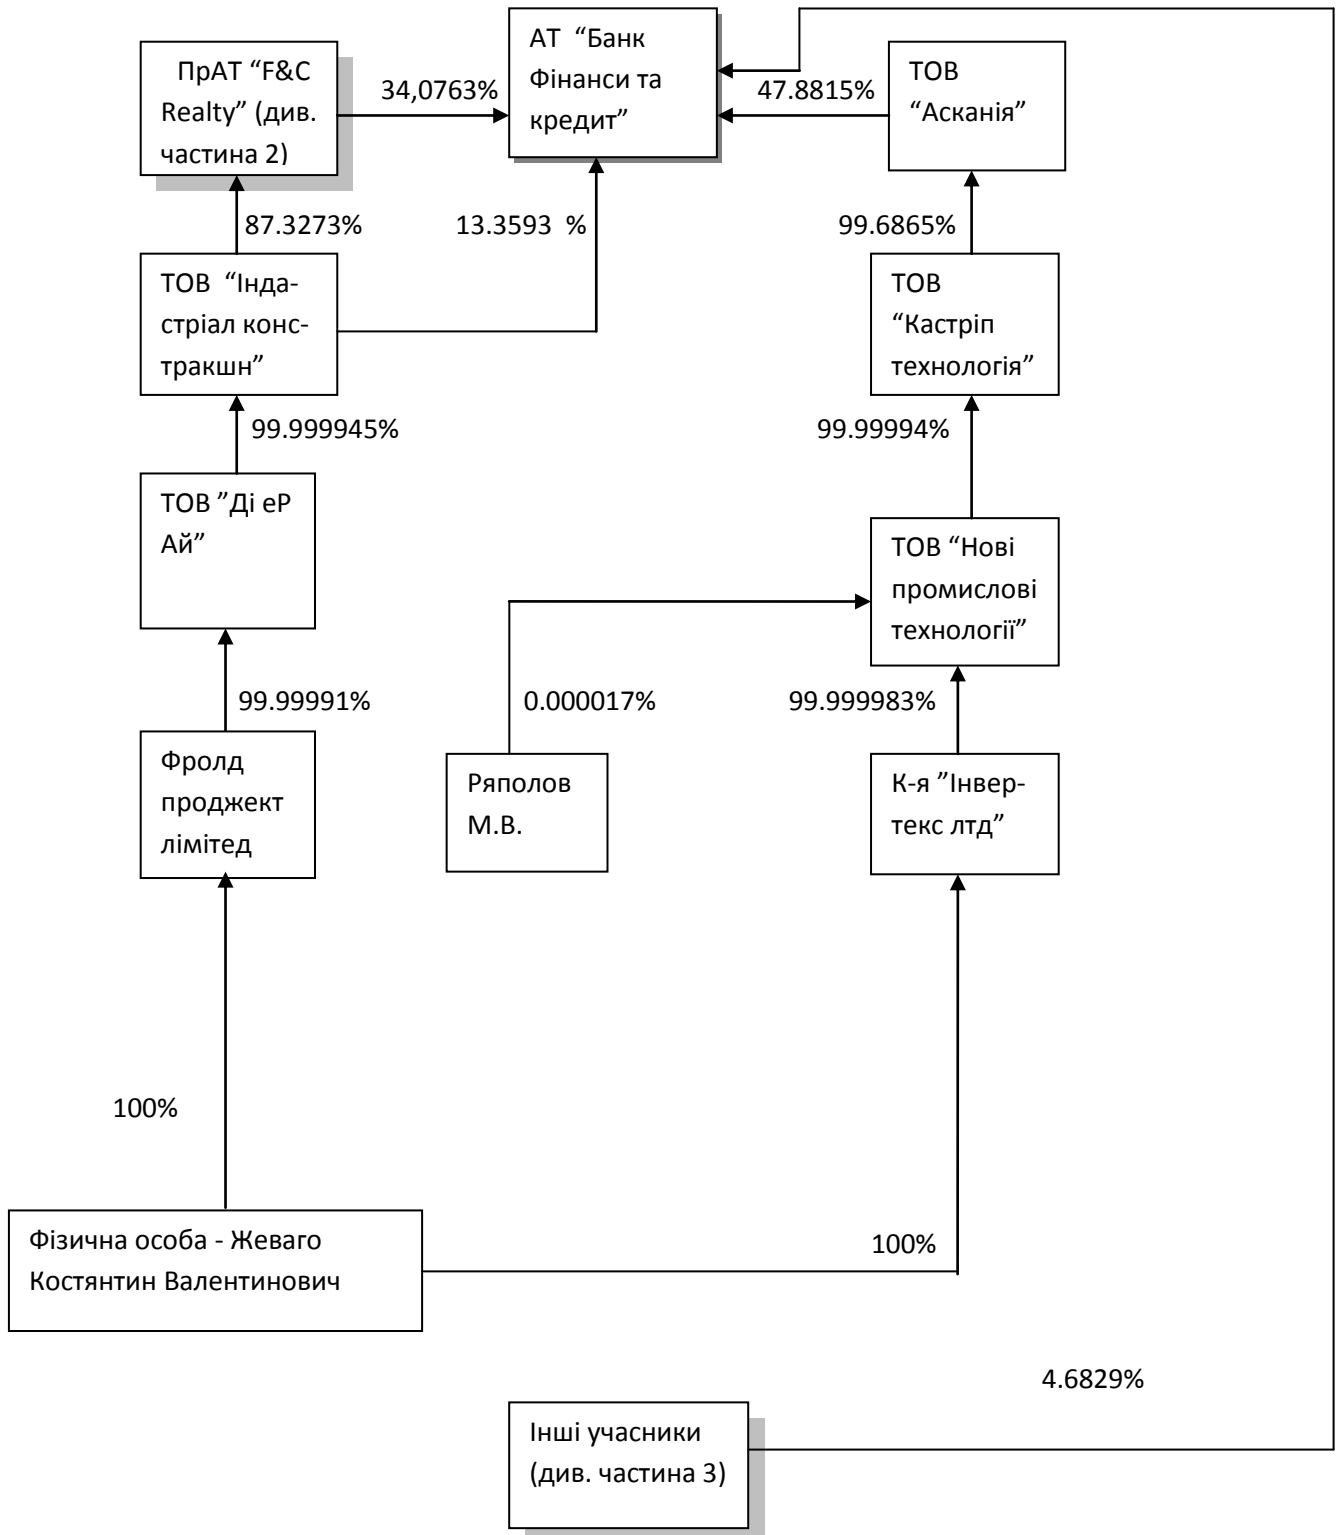 АТ “Банк
Фінанси та
кредит”
ПрАТ “F&C
Realty” (див.
частина 2)
34,0763%
47.8815%
ТОВ
“Асканія”
87.3273%
13.3593 %
99.6865%
ТОВ “Інда-
стріал конс-
тракшн”
ТОВ
“Кастріп
технологія”
99.999945%
99.99994%
ТОВ ”Ді еР
Ай”
ТОВ “Нові
промислові
технології”
99.99991%
0.000017%
99.999983%
Фролд
проджект
лімітед
Ряполов
М.В.
К-я ”Інвер-
текс лтд”
100%
Фізична особа - Жеваго
Костянтин Валентинович
100%
4.6829%
Інші учасники
(див. частина 3)